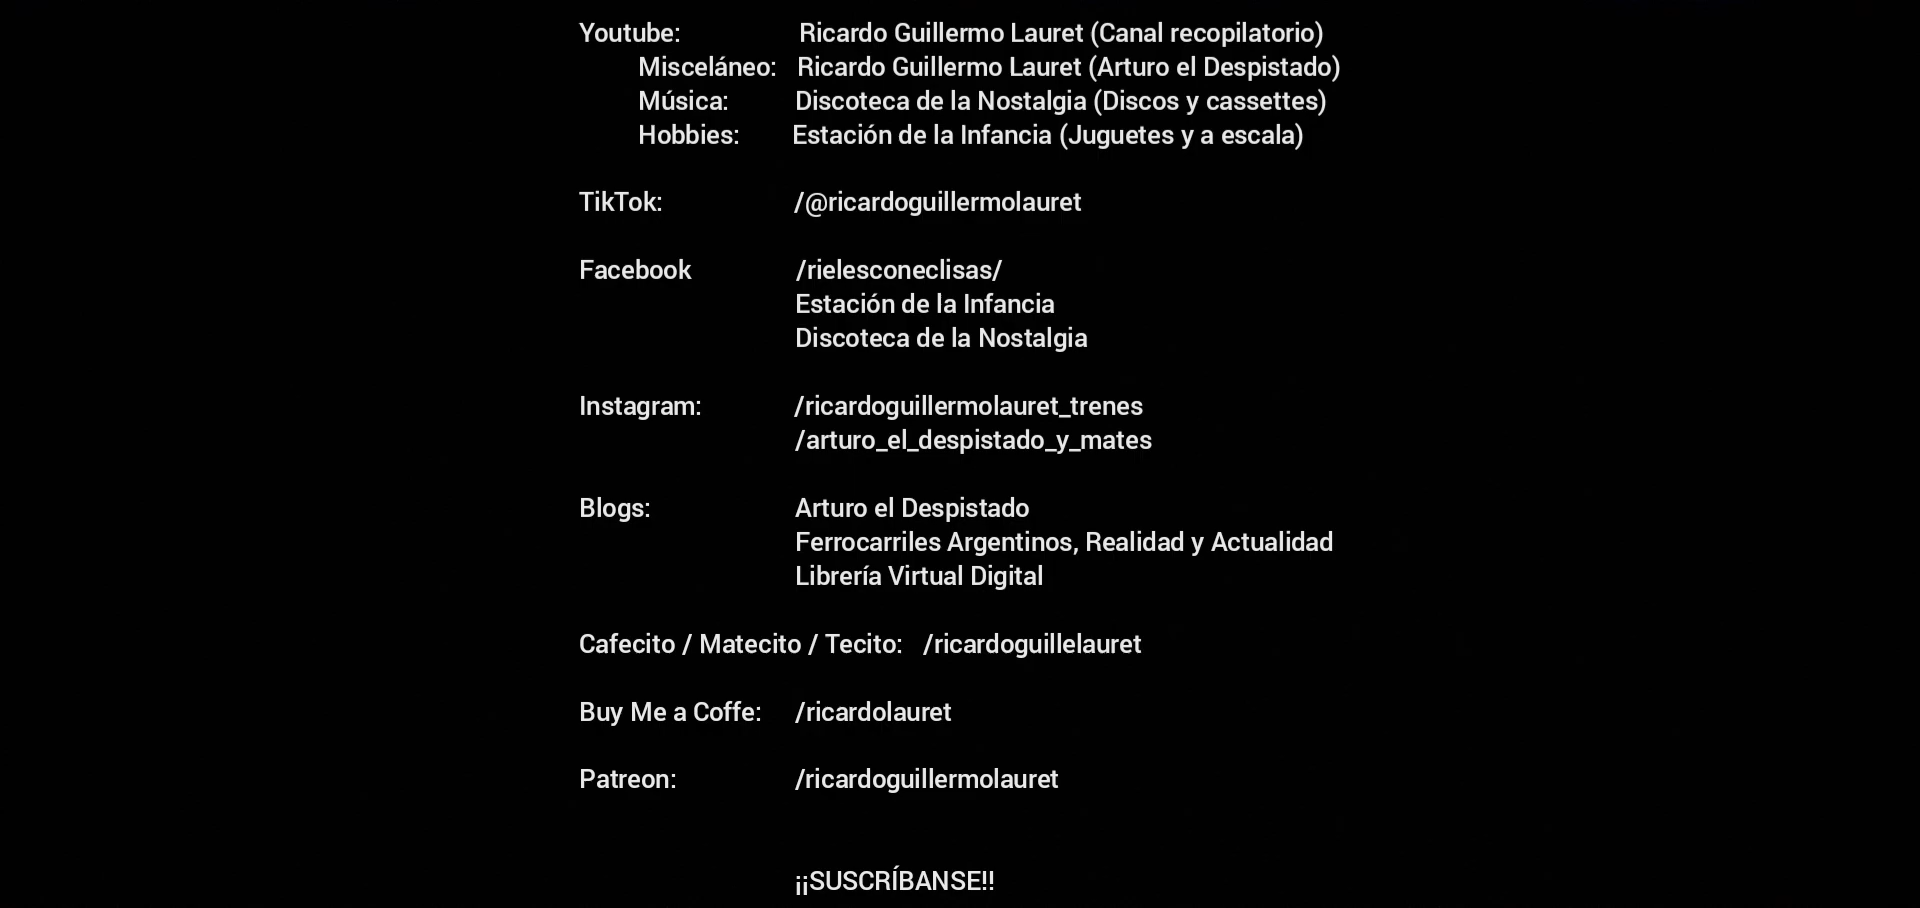 Youtube: Ricardo Guillermo Lauret (Canal recopilatorio)
Misceláneo: Ricardo Guillermo Lauret (Arturo el Despistado)
Música: Discoteca de la Nostalgia (Discos y cassettes)
Hobbies: Estación de la Infancia (Juguetes y a escala)
TikTok: /@ricardoguillermolauret
Facebook /rielesconeclisas/
Estación de la Infancia
Discoteca de la Nostalgia
Instagram: /ricardoguillermolauret_trenes
/arturo_el_despistado_y_mates
Blogs: Arturo el Despistado
Ferrocarriles Argentinos, Realidad y Actualidad
Librería Virtual Digital
Cafecito / Matecito / Tecito: /ricardoguillelauret
Buy Me a Coffe: /ricardolauret
Patreon: /ricardoguillermolauret
¡¡SUSCRÍBANSE!!